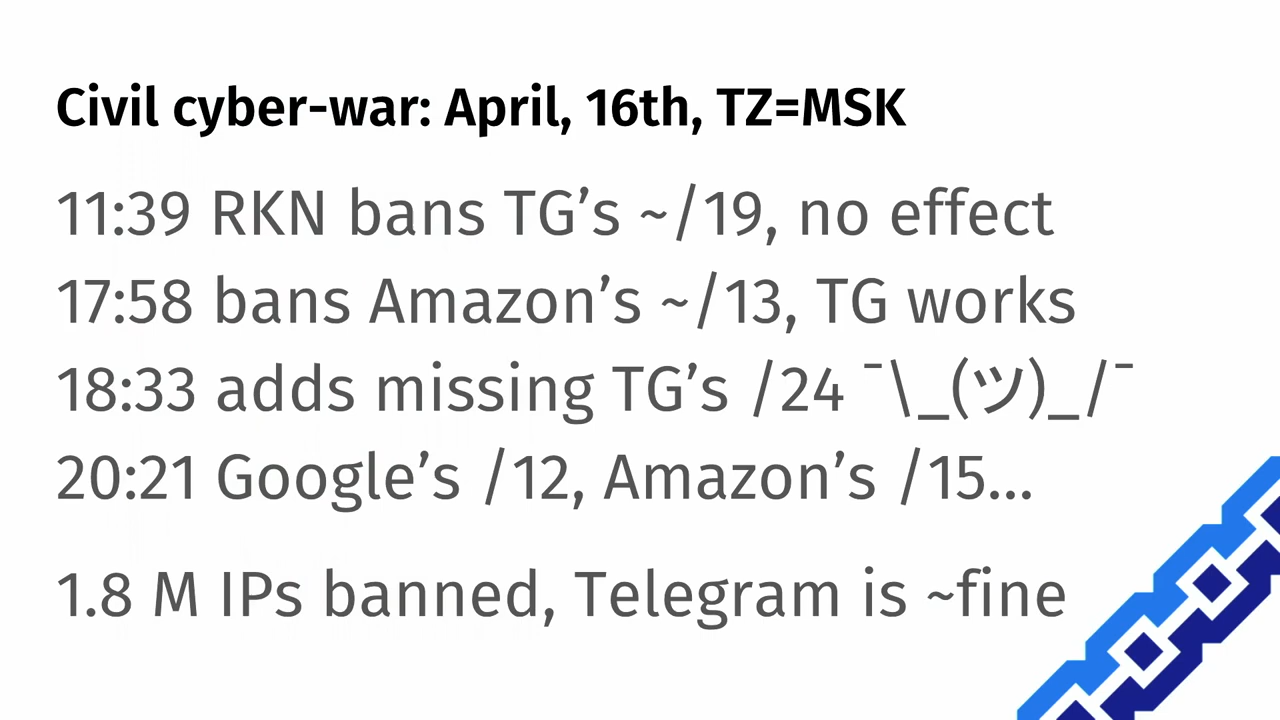 Civil cyber-war: April, 16th, TZ=MSK
11:39 RKN bans TG’s ~/19, no effect
17:58 bans Amazon’s ~/13, TG works
18:33 adds missing TG’s /24 ¯\_(ツ)_/¯
20:21 Google’s /12, Amazon’s /15...
1.8 M IPs banned, Telegram is ~fine